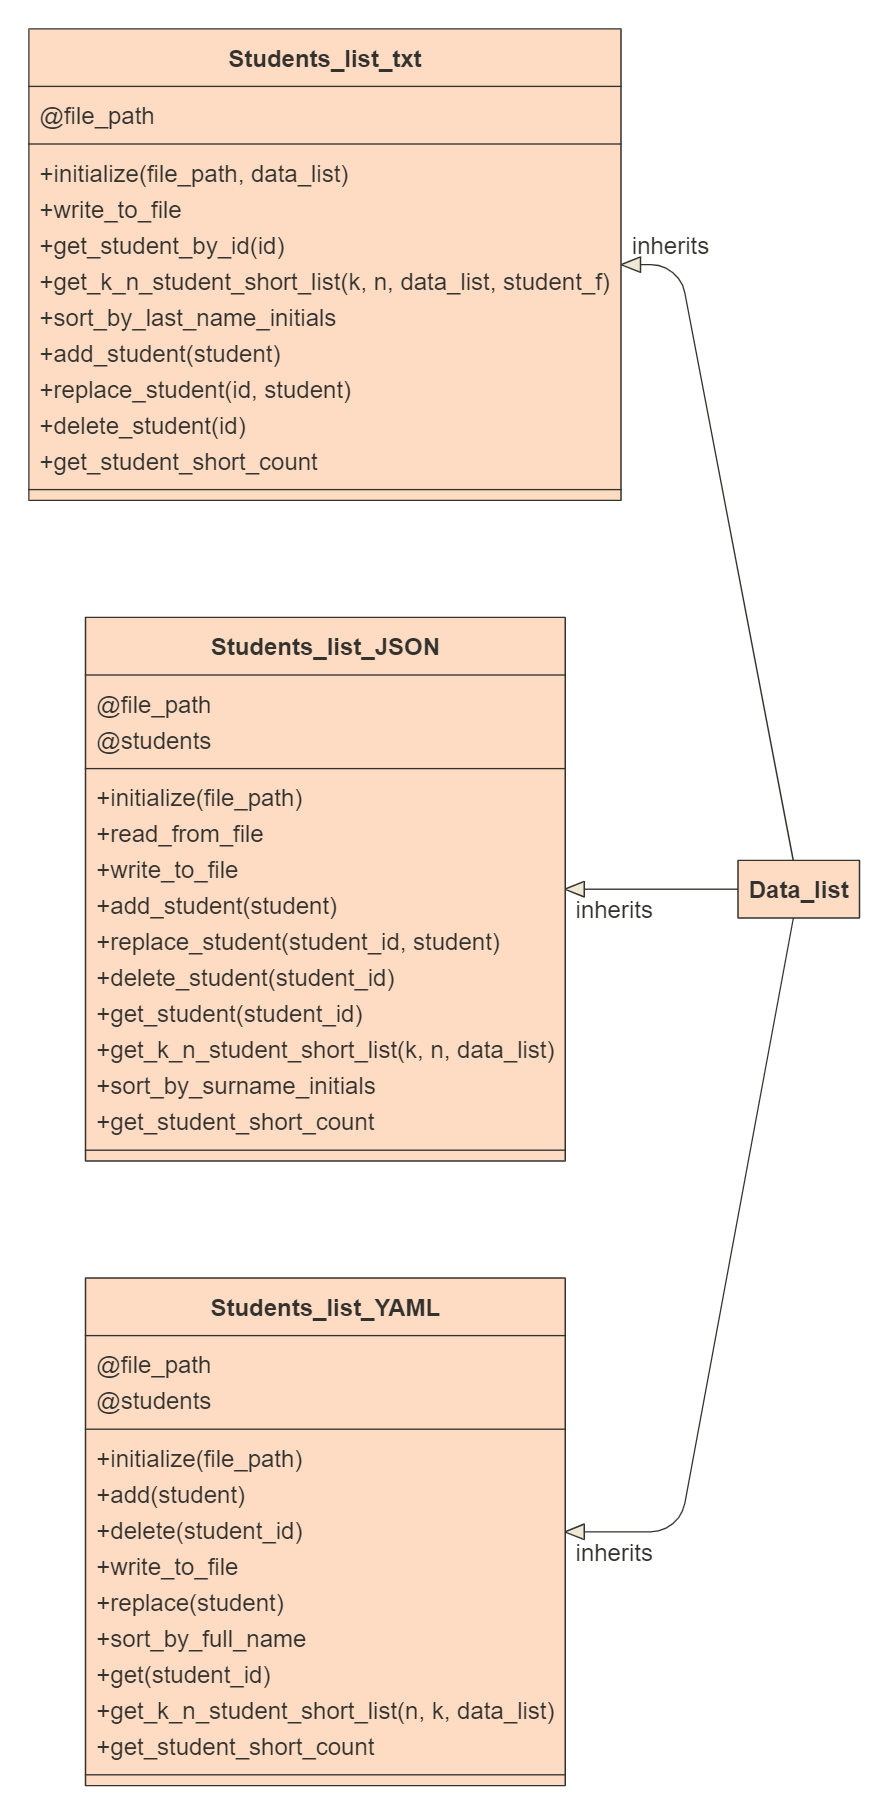 Students_list_txt
@file_path
+initialize(file_path, data_list)
+write_to_file
+get_student_by_id(id)
+get_k_n_student_short_list(k, n, data_list, student_f)
+sort_by_last_name_initials
+add_student(student)
+replace_student(id, student)
+delete_student(id)
+get_student_short_count
inherits
Students_list_JSON
@file_path
@students
+initialize(file_path)
+read_from_file
+write_to_file
+add_student(student)
+replace_student(student_id, student)
+delete_student(student_id)
+get_student(student_id)
+get_k_n_student_short_list(k, n, data_list)
+sort_by_surname_initials
+get_student_short_count
inherits
Data_list
Students_list_YAML
@file_path
@students
+initialize(file_path)
+add(student)
+delete(student_id)
+write_to_file
+replace(student)
+sort_by_full_name
+get(student_id)
+get_k_n_student_short_list(n, k, data_list)
+get_student_short_count
inherits